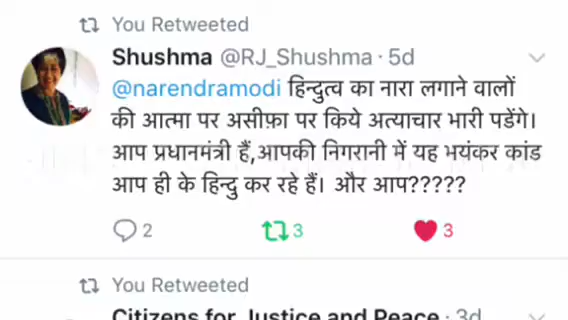 You Retweeted
Shushma @RJ_Shushma · 5d
@narendramodi हिन्दुत्व का नारा लगाने वालों
की आत्मा पर असीफ़ा पर किये अत्याचार भारी पडेंगे।
आप प्रधानमंत्री हैं,आपकी निगरानी में यह भयंकर कांड
आप ही के हिन्दु कर रहे हैं। और आप?????
2 3 3
You Retweeted
Citizens for Justice and Peace · 3d